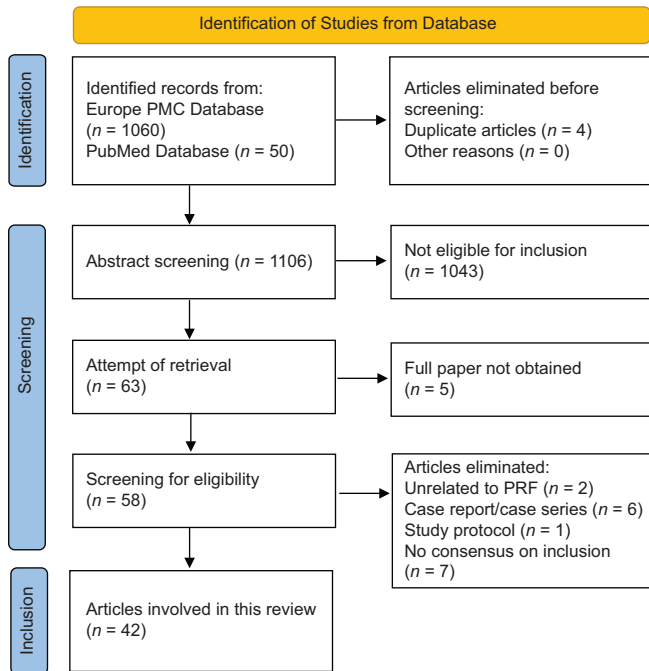 Identification of Studies from Database
Identification
Identified records from:
Europe PMC Database
(n = 1060)
PubMed Database (n = 50)
Articles eliminated before
screening:
Duplicate articles (n = 4)
Other reasons (n = 0)
Screening
Abstract screening (n = 1106)
Not eligible for inclusion
(n = 1043)
Attempt of retrieval
(n = 63)
Full paper not obtained
(n = 5)
Screening for eligibility
(n = 58)
Articles eliminated:
Unrelated to PRF (n = 2)
Case report/case series (n = 6)
Study protocol (n = 1)
No consensus on inclusion
(n = 7)
Inclusion
Articles involved in this review
(n = 42)